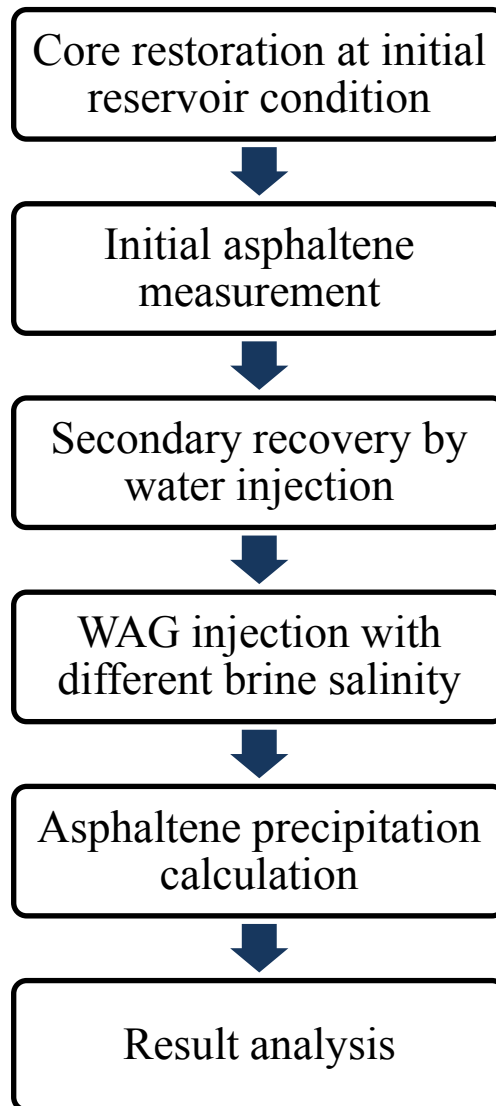 Core restoration at initial
reservoir condition
Initial asphaltene
measurement
Secondary recovery by
water injection
WAG injection with
different brine salinity
Asphaltene precipitation
calculation
Result analysis